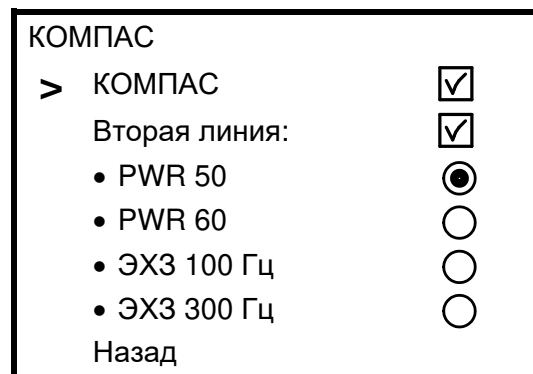 КОМПАС
> КОМПАС
Вторая линия:
• PWR 50
• PWR 60
• ЭХЗ 100 Гц
• ЭХЗ 300 Гц
Назад